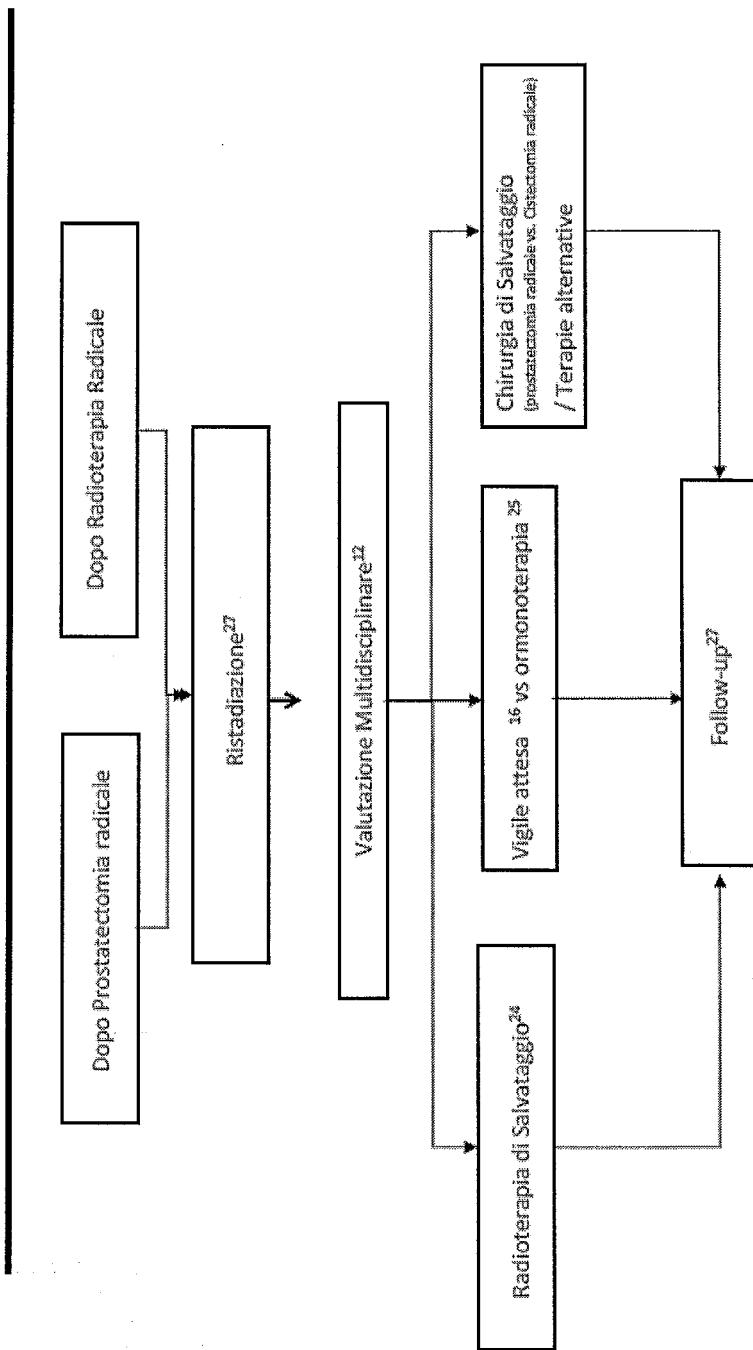 Dopo Prostatectomia radicale
Dopo Radioterapia Radicale
Ristadiazione27
Valutazione Multidisciplinare12
Radioterapia di Salvataggio24
Vigile attesa 16 vs ormonoterapia 25
Chirurgia di Salvataggio
(prostatectomia radicale vs. Cistectomia radicale)
/ Terapie alternative
Follow-up27